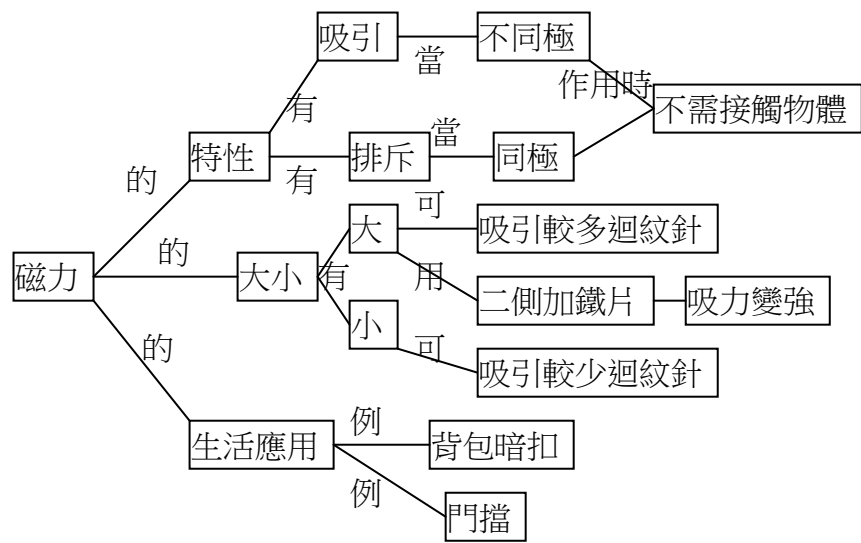 吸引
當
不同極
作用時
不需接觸物體
有
特性
有
排斥
當
同極
的
磁力
的
大小
有
大
可
吸引較多迴紋針
用
二側加鐵片
吸力變強
小
可
吸引較少迴紋針
的
生活應用
例
背包暗扣
例
門擋